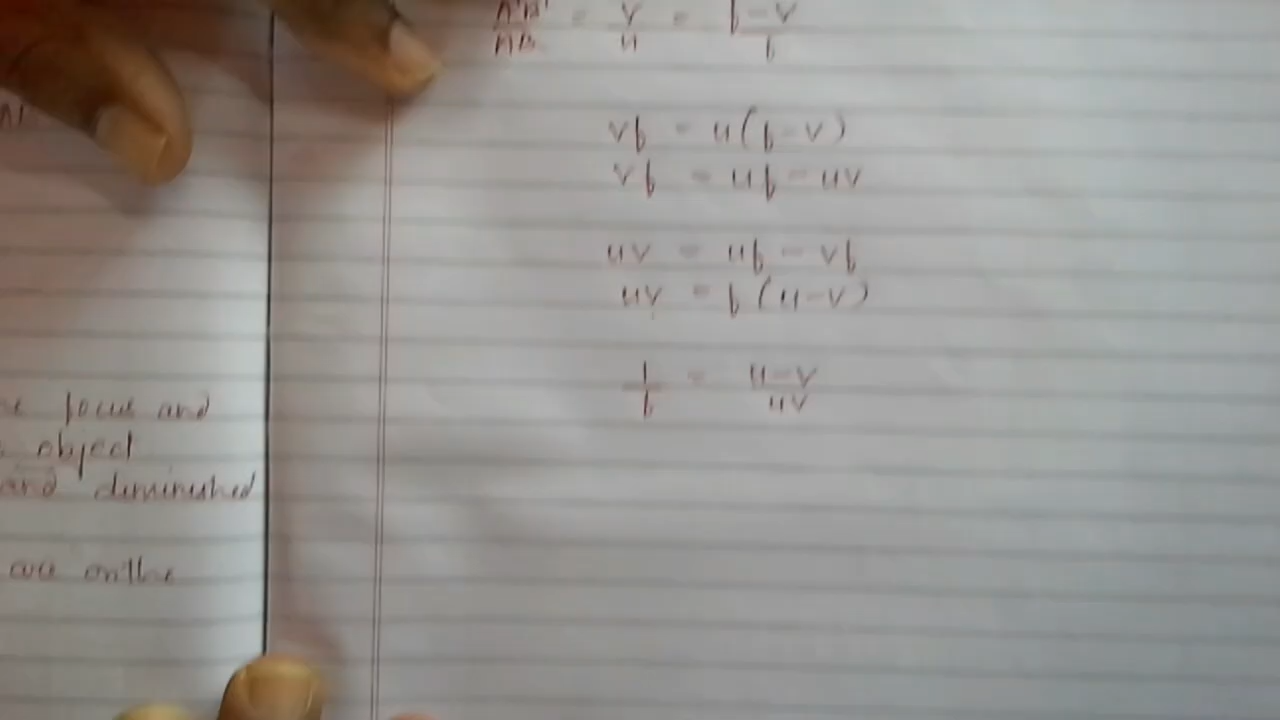 focus and
object
and diminished
are on the
A'B'/AB = v/u = f-v/f
vf = u(f-v)
vf = uf-uv
uv = uf-vf
uv = f(u-v)
1/f = u-v/uv